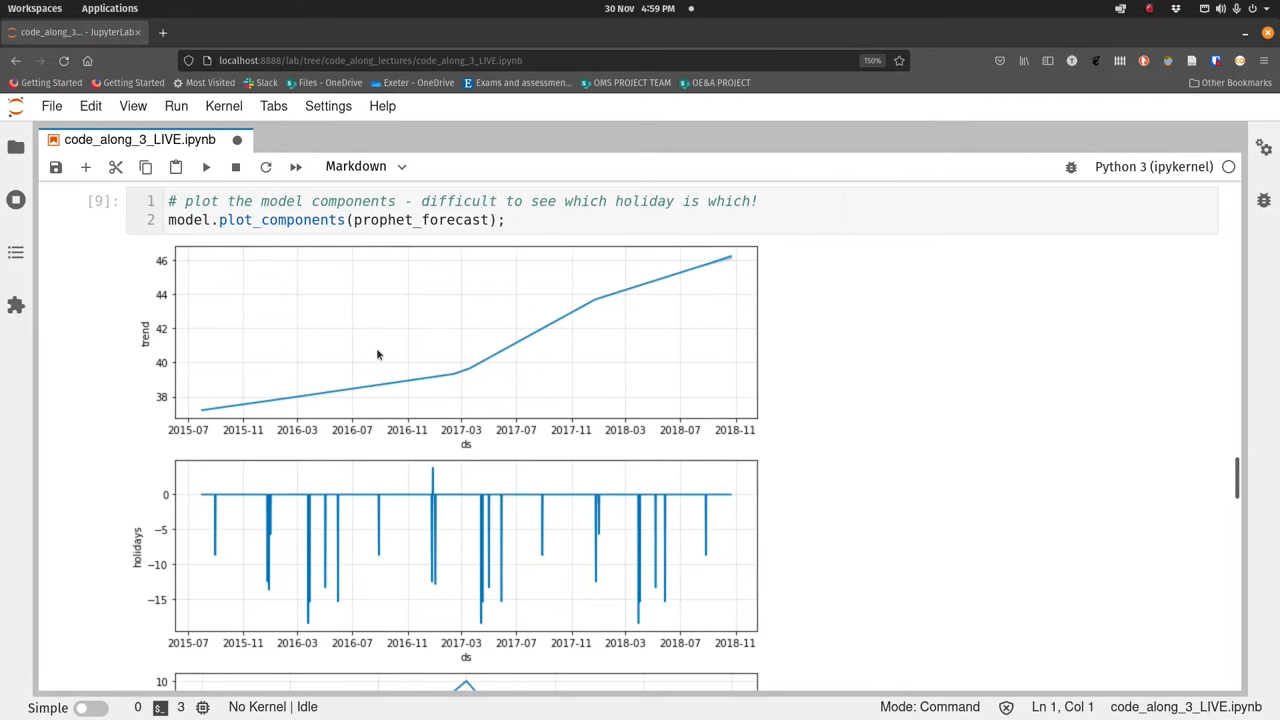 Workspaces Applications 30 Nov 4:59 PM
code_along_3... - JupyterLab
localhost:8888/lab/tree/code_along_lectures/code_along_3_LIVE.ipynb 150%
Getting Started Getting Started Most Visited Slack Files - OneDrive Exeter - OneDrive Exams and assessmen... OMS PROJECT TEAM OE&A PROJECT Other Bookmarks
File Edit View Run Kernel Tabs Settings Help
code_along_3_LIVE.ipynb
Markdown Python 3 (ipykernel)
[9]: 1 # plot the model components - difficult to see which holiday is which!
2 model.plot_components(prophet_forecast);
46
44
42
40
38
trend
2015-07 2015-11 2016-03 2016-07 2016-11 2017-03 2017-07 2017-11 2018-03 2018-07 2018-11
ds
0
−5
−10
−15
holidays
2015-07 2015-11 2016-03 2016-07 2016-11 2017-03 2017-07 2017-11 2018-03 2018-07 2018-11
ds
10
Simple 0 $_ 3 No Kernel | Idle Mode: Command Ln 1, Col 1 code_along_3_LIVE.ipynb